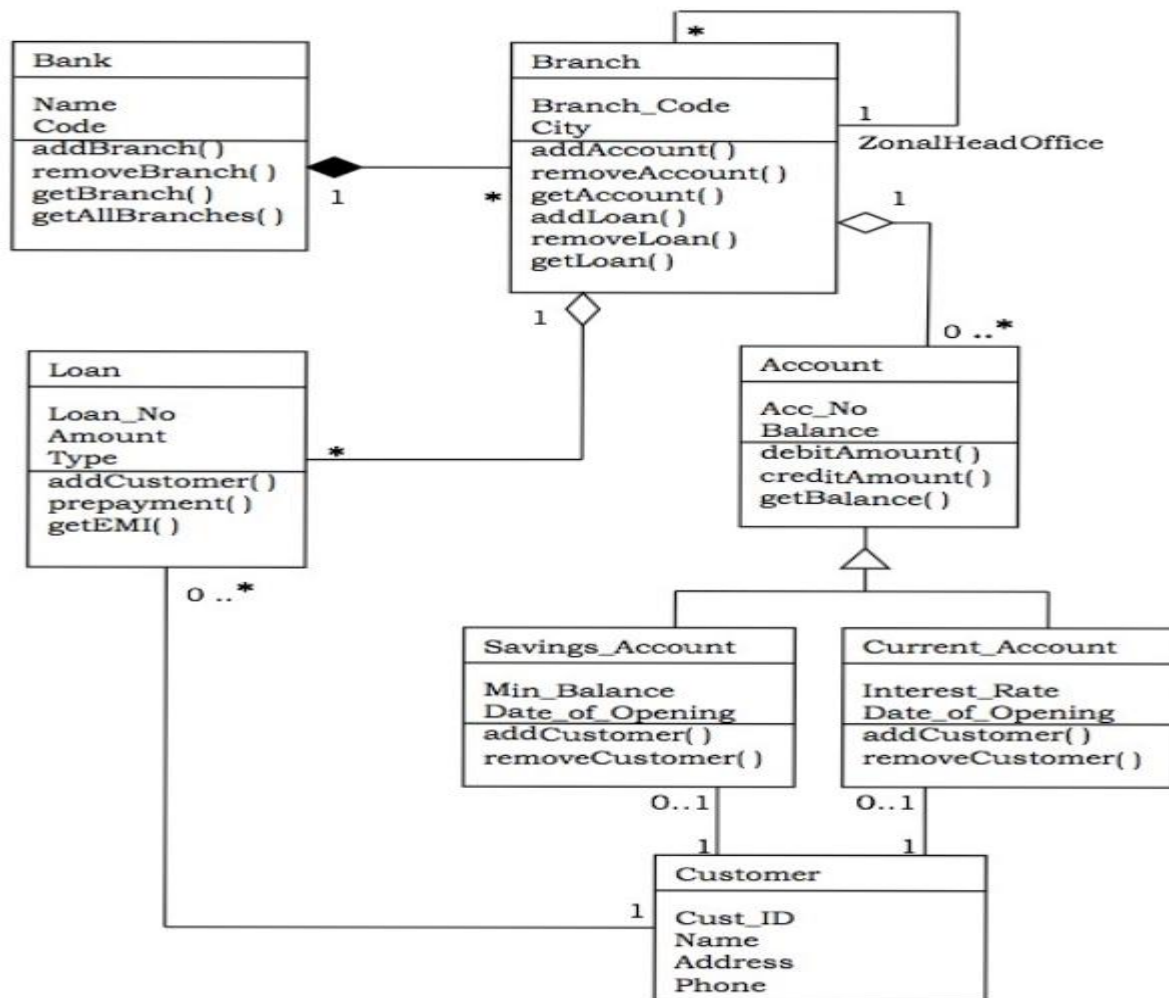 Bank
Name
Code
addBranch( )
removeBranch( )
getBranch( )
getAllBranches( )
1
*
Branch
Branch_Code
City
addAccount( )
removeAccount( )
getAccount( )
addLoan( )
removeLoan( )
getLoan( )
*
1
ZonalHeadOffice
1
0 ..*
1
*
Loan
Loan_No
Amount
Type
addCustomer( )
prepayment( )
getEMI( )
0 ..*
Account
Acc_No
Balance
debitAmount( )
creditAmount( )
getBalance( )
Savings_Account
Min_Balance
Date_of_Opening
addCustomer( )
removeCustomer( )
0..1
1
Current_Account
Interest_Rate
Date_of_Opening
addCustomer( )
removeCustomer( )
0..1
1
1
Customer
Cust_ID
Name
Address
Phone